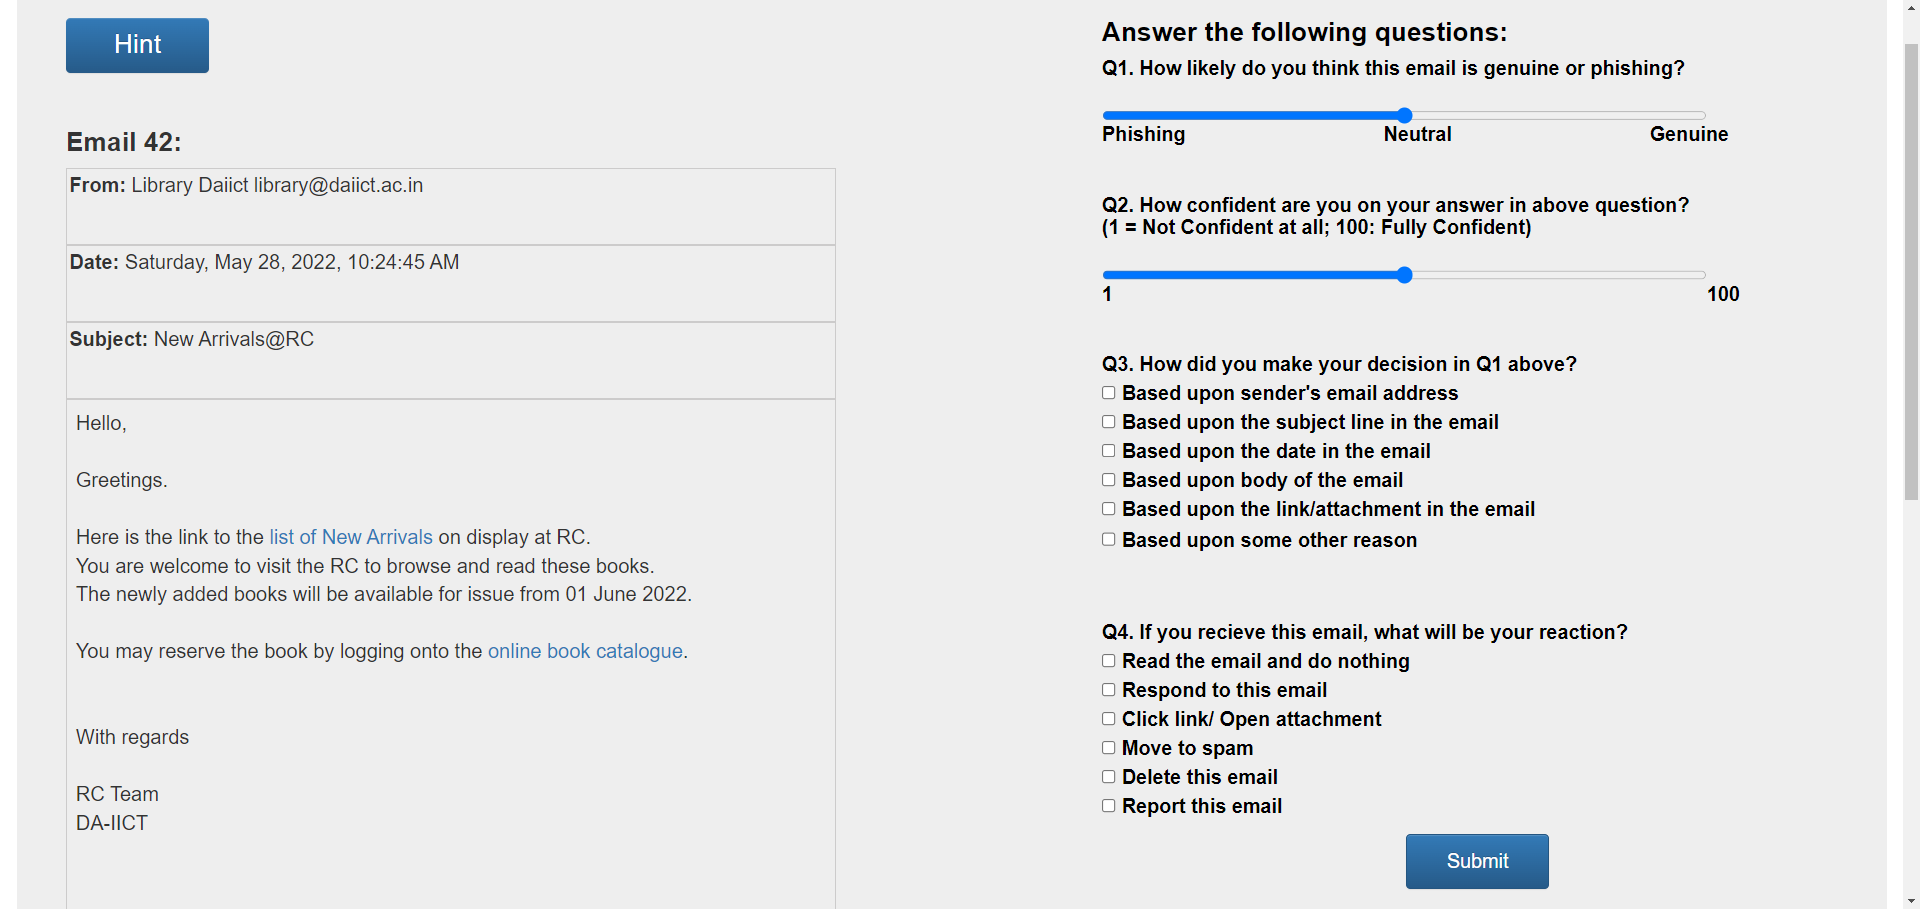 Hint
Email 42:
From: Library Daiict library@daiict.ac.in
Date: Saturday, May 28, 2022, 10:24:45 AM
Subject: New Arrivals@RC
Hello,
Greetings.
Here is the link to the list of New Arrivals on display at RC.
You are welcome to visit the RC to browse and read these books.
The newly added books will be available for issue from 01 June 2022.
You may reserve the book by logging onto the online book catalogue.
With regards
RC Team
DA-IICT
Answer the following questions:
Q1. How likely do you think this email is genuine or phishing?
Phishing Neutral Genuine
Q2. How confident are you on your answer in above question?
(1 = Not Confident at all; 100: Fully Confident)
1 100
Q3. How did you make your decision in Q1 above?
Based upon sender's email address
Based upon the subject line in the email
Based upon the date in the email
Based upon body of the email
Based upon the link/attachment in the email
Based upon some other reason
Q4. If you recieve this email, what will be your reaction?
Read the email and do nothing
Respond to this email
Click link/ Open attachment
Move to spam
Delete this email
Report this email
Submit